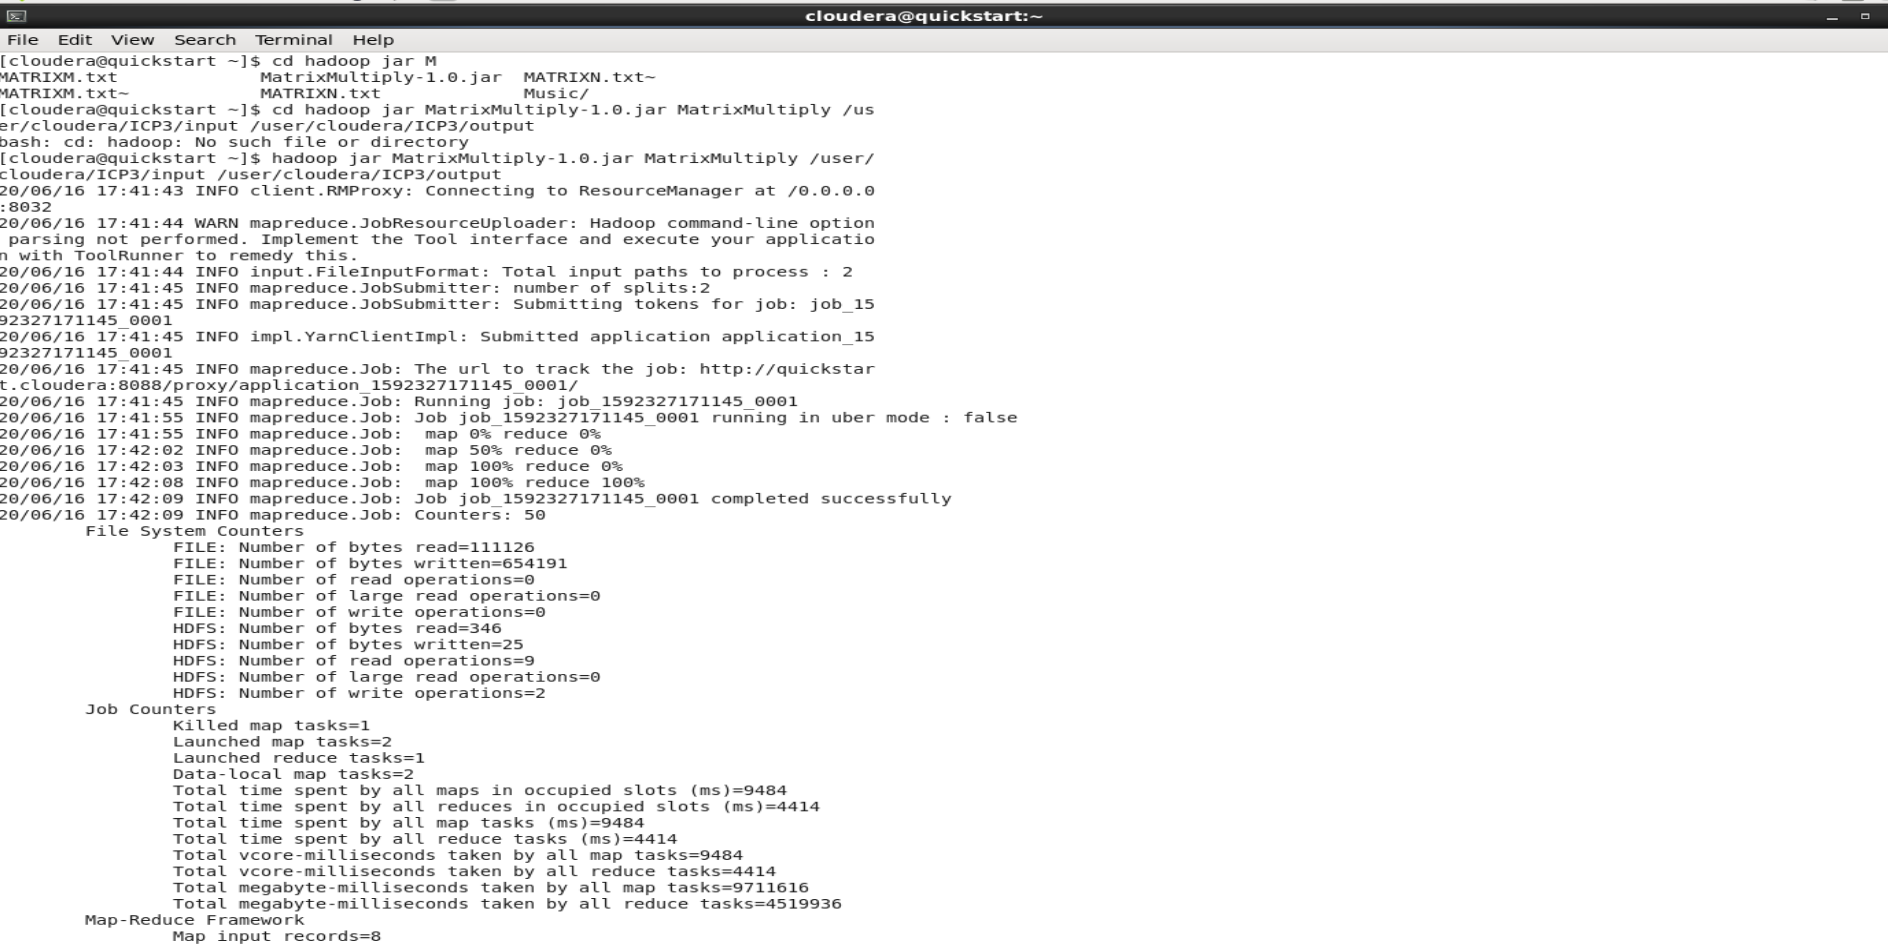 cloudera@quickstart:~
File Edit View Search Terminal Help
[cloudera@quickstart ~]$ cd hadoop jar M
MATRIXM.txt MatrixMultiply-1.0.jar MATRIXN.txt~
MATRIXM.txt~ MATRIXN.txt Music/
[cloudera@quickstart ~]$ cd hadoop jar MatrixMultiply-1.0.jar MatrixMultiply /us
er/cloudera/ICP3/input /user/cloudera/ICP3/output
bash: cd: hadoop: No such file or directory
[cloudera@quickstart ~]$ hadoop jar MatrixMultiply-1.0.jar MatrixMultiply /user/
cloudera/ICP3/input /user/cloudera/ICP3/output
20/06/16 17:41:43 INFO client.RMProxy: Connecting to ResourceManager at /0.0.0.0
:8032
20/06/16 17:41:44 WARN mapreduce.JobResourceUploader: Hadoop command-line option
 parsing not performed. Implement the Tool interface and execute your applicatio
n with ToolRunner to remedy this.
20/06/16 17:41:44 INFO input.FileInputFormat: Total input paths to process : 2
20/06/16 17:41:45 INFO mapreduce.JobSubmitter: number of splits:2
20/06/16 17:41:45 INFO mapreduce.JobSubmitter: Submitting tokens for job: job_15
92327171145_0001
20/06/16 17:41:45 INFO impl.YarnClientImpl: Submitted application application_15
92327171145_0001
20/06/16 17:41:45 INFO mapreduce.Job: The url to track the job: http://quickstar
t.cloudera:8088/proxy/application_1592327171145_0001/
20/06/16 17:41:45 INFO mapreduce.Job: Running job: job_1592327171145_0001
20/06/16 17:41:55 INFO mapreduce.Job: Job job_1592327171145_0001 running in uber mode : false
20/06/16 17:41:55 INFO mapreduce.Job:  map 0% reduce 0%
20/06/16 17:42:02 INFO mapreduce.Job:  map 50% reduce 0%
20/06/16 17:42:03 INFO mapreduce.Job:  map 100% reduce 0%
20/06/16 17:42:08 INFO mapreduce.Job:  map 100% reduce 100%
20/06/16 17:42:09 INFO mapreduce.Job: Job job_1592327171145_0001 completed successfully
20/06/16 17:42:09 INFO mapreduce.Job: Counters: 50
File System Counters
FILE: Number of bytes read=111126
FILE: Number of bytes written=654191
FILE: Number of read operations=0
FILE: Number of large read operations=0
FILE: Number of write operations=0
HDFS: Number of bytes read=346
HDFS: Number of bytes written=25
HDFS: Number of read operations=9
HDFS: Number of large read operations=0
HDFS: Number of write operations=2
Job Counters
Killed map tasks=1
Launched map tasks=2
Launched reduce tasks=1
Data-local map tasks=2
Total time spent by all maps in occupied slots (ms)=9484
Total time spent by all reduces in occupied slots (ms)=4414
Total time spent by all map tasks (ms)=9484
Total time spent by all reduce tasks (ms)=4414
Total vcore-milliseconds taken by all map tasks=9484
Total vcore-milliseconds taken by all reduce tasks=4414
Total megabyte-milliseconds taken by all map tasks=9711616
Total megabyte-milliseconds taken by all reduce tasks=4519936
Map-Reduce Framework
Map input records=8